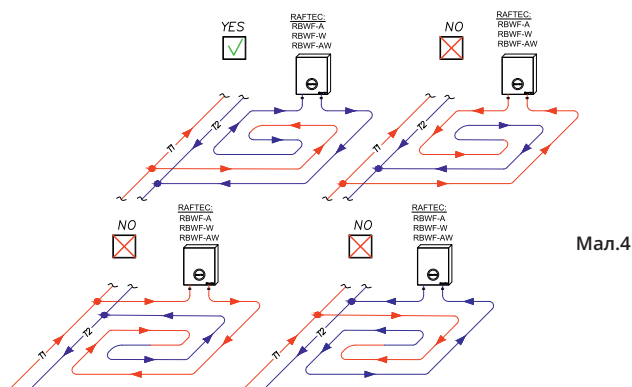 YES
RAFTEC:
RBWF-A
RBWF-W
RBWF-AW
T1
T2
NO
RAFTEC:
RBWF-A
RBWF-W
RBWF-AW
T1
T2
NO
RAFTEC:
RBWF-A
RBWF-W
RBWF-AW
T1
T2
NO
RAFTEC:
RBWF-A
RBWF-W
RBWF-AW
T1
T2
Мал.4